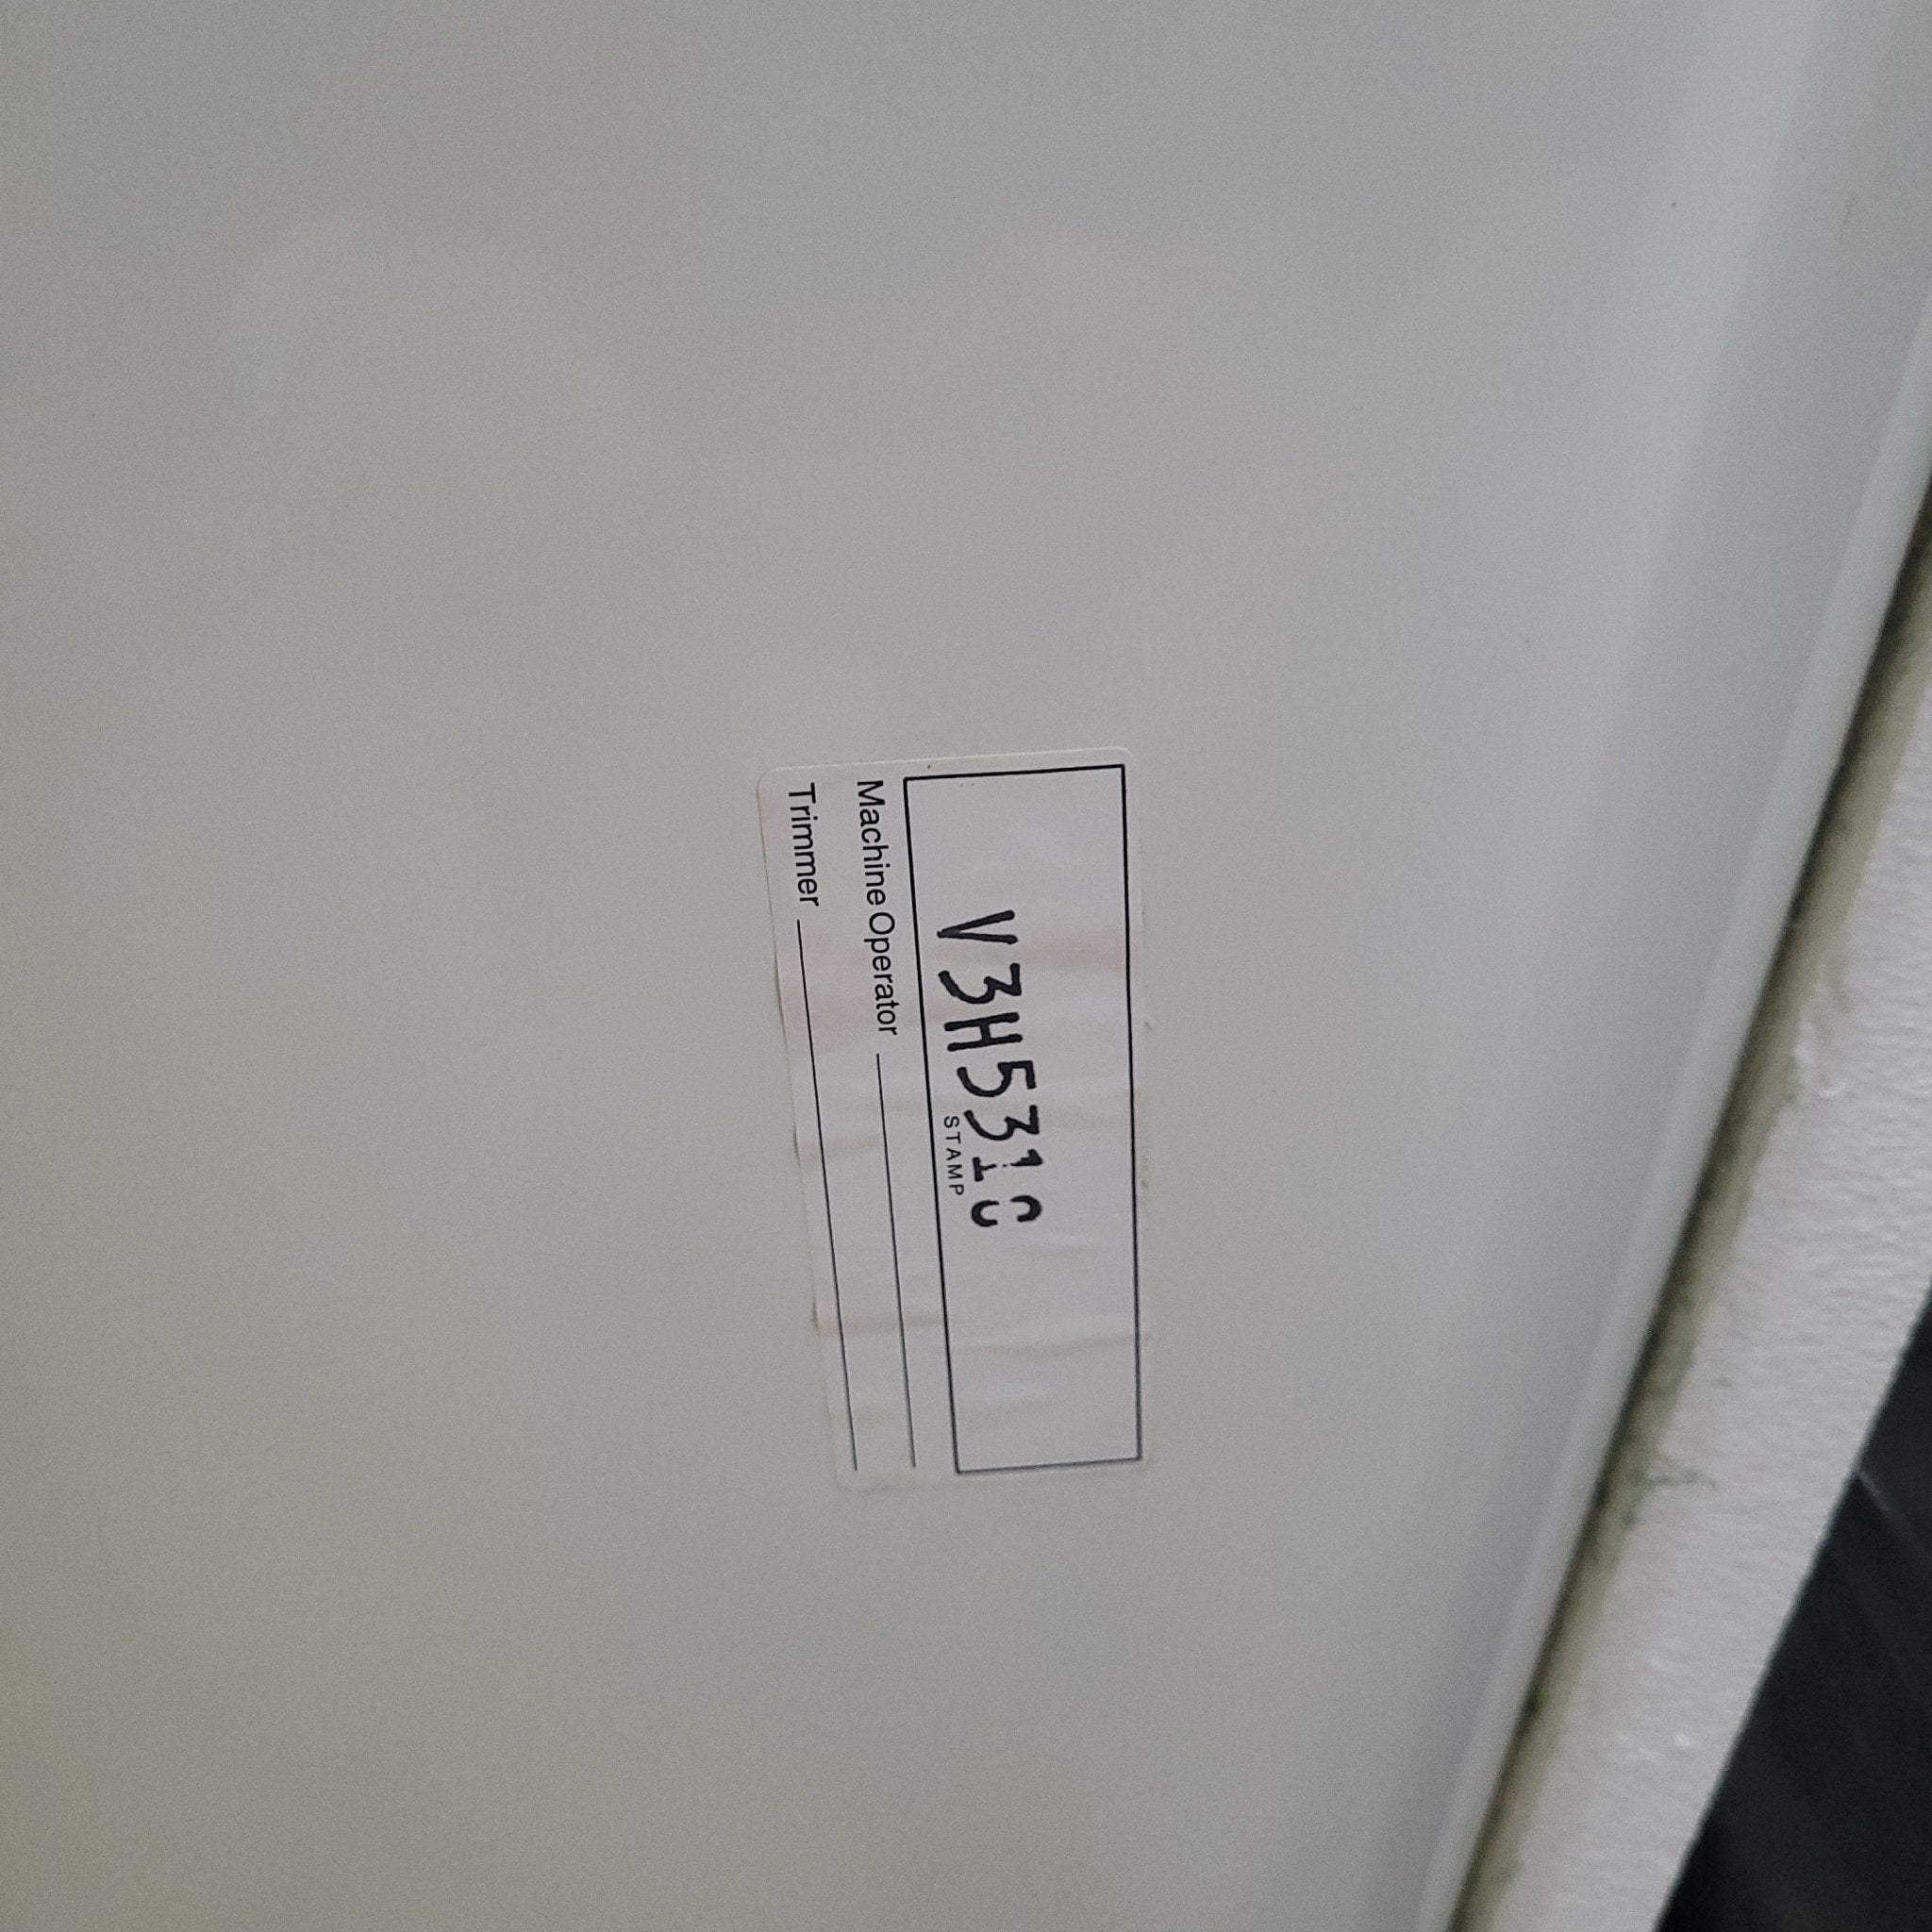 V3H531C
STAMP
Machine Operator
Trimmer